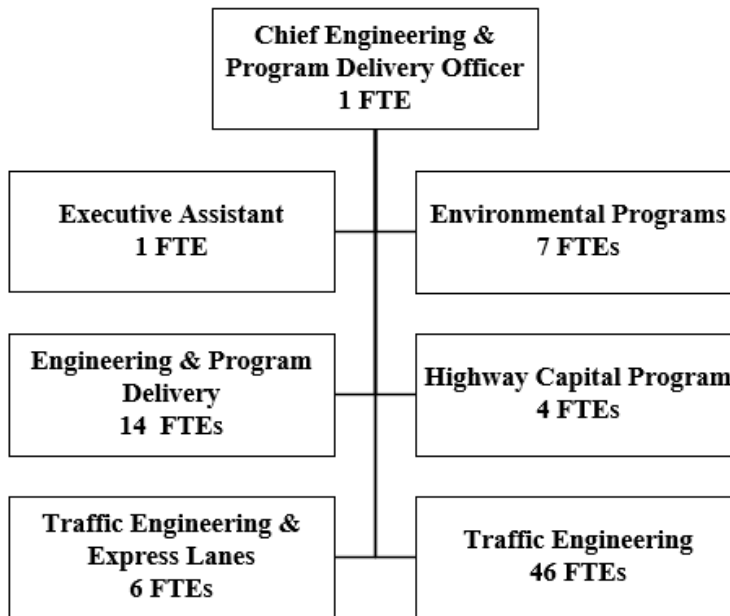 Chief Engineering &
Program Delivery Officer
1 FTE
Executive Assistant
1 FTE
Environmental Programs
7 FTEs
Engineering & Program
Delivery
14 FTEs
Highway Capital Program
4 FTEs
Traffic Engineering &
Express Lanes
6 FTEs
Traffic Engineering
46 FTEs